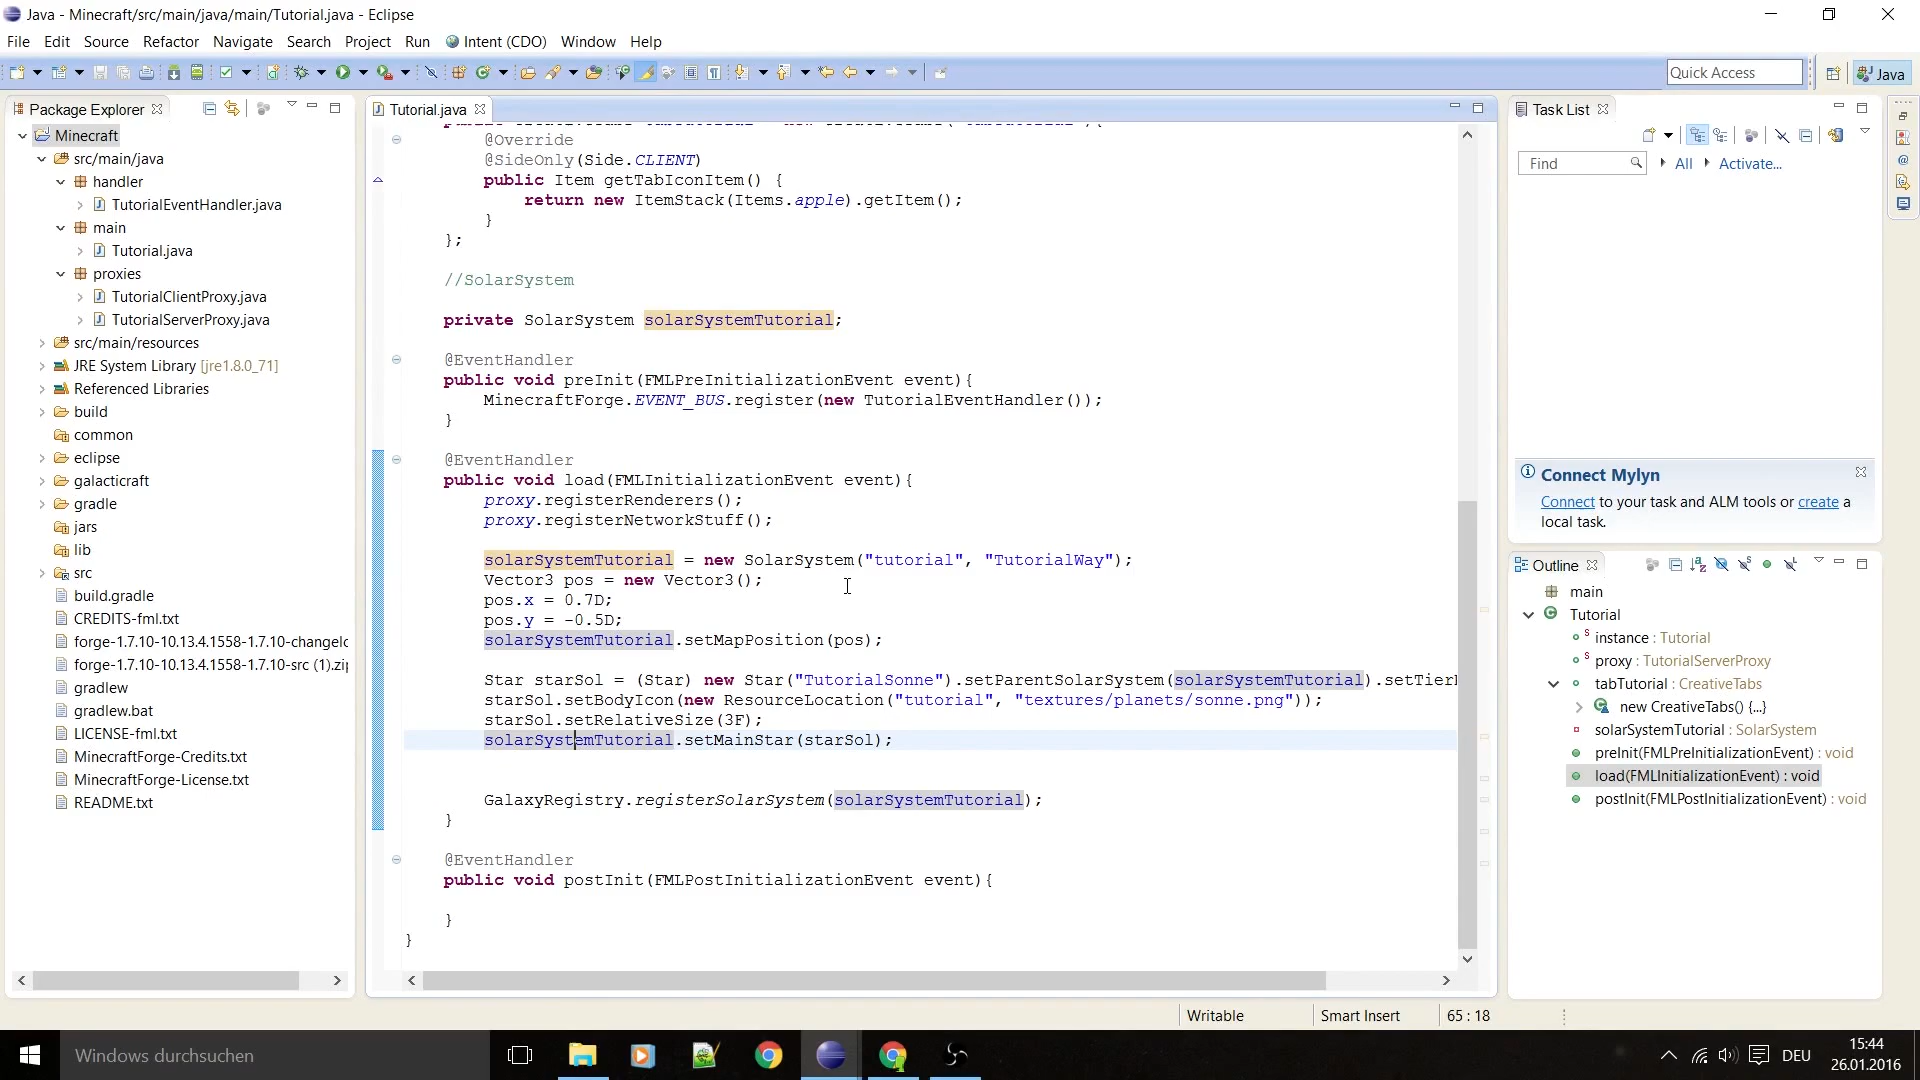 Java - Minecraft/src/main/java/main/Tutorial.java - Eclipse
File Edit Source Refactor Navigate Search Project Run Intent (CDO) Window Help
Quick Access
Java
Package Explorer
Minecraft
src/main/java
handler
TutorialEventHandler.java
main
Tutorial.java
proxies
TutorialClientProxy.java
TutorialServerProxy.java
src/main/resources
JRE System Library [jre1.8.0_71]
Referenced Libraries
build
common
eclipse
galacticraft
gradle
jars
lib
src
build.gradle
CREDITS-fml.txt
forge-1.7.10-10.13.4.1558-1.7.10-changelo
forge-1.7.10-10.13.4.1558-1.7.10-src (1).zip
gradlew
gradlew.bat
LICENSE-fml.txt
MinecraftForge-Credits.txt
MinecraftForge-License.txt
README.txt
Tutorial.java
@Override
@SideOnly(Side.CLIENT)
public Item getTabIconItem() {
return new ItemStack(Items.apple).getItem();
}
};
//SolarSystem
private SolarSystem solarSystemTutorial;
@EventHandler
public void preInit(FMLPreInitializationEvent event){
MinecraftForge.EVENT_BUS.register(new TutorialEventHandler());
}
@EventHandler
public void load(FMLInitializationEvent event){
proxy.registerRenderers();
proxy.registerNetworkStuff();
solarSystemTutorial = new SolarSystem("tutorial", "TutorialWay");
Vector3 pos = new Vector3();
pos.x = 0.7D;
pos.y = -0.5D;
solarSystemTutorial.setMapPosition(pos);
Star starSol = (Star) new Star("TutorialSonne").setParentSolarSystem(solarSystemTutorial).setTierR
starSol.setBodyIcon(new ResourceLocation("tutorial", "textures/planets/sonne.png"));
starSol.setRelativeSize(3F);
solarSystemTutorial.setMainStar(starSol);
GalaxyRegistry.registerSolarSystem(solarSystemTutorial);
}
@EventHandler
public void postInit(FMLPostInitializationEvent event){
}
}
Task List
Find
All
Activate...
Connect Mylyn
Connect to your task and ALM tools or create a
local task.
Outline
main
Tutorial
instance : Tutorial
proxy : TutorialServerProxy
tabTutorial : CreativeTabs
new CreativeTabs() {...}
solarSystemTutorial : SolarSystem
preInit(FMLPreInitializationEvent) : void
load(FMLInitializationEvent) : void
postInit(FMLPostInitializationEvent) : void
Writable
Smart Insert
65 : 18
Windows durchsuchen
DEU
15:44
26.01.2016